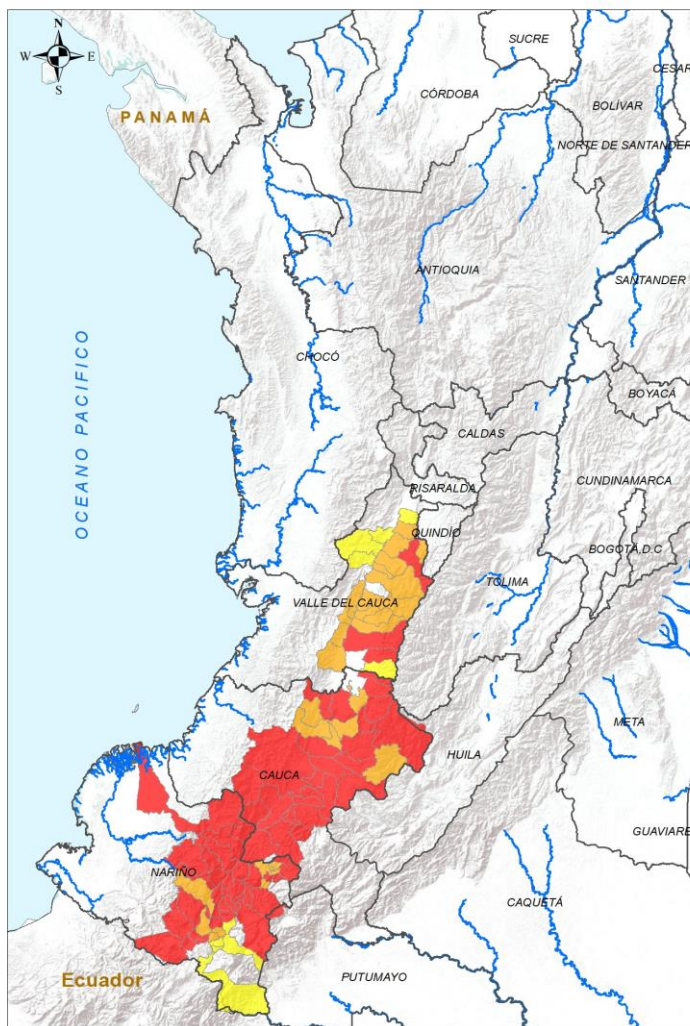 N
W E
S
PANAMÁ
SUCRE
CESAR
CÓRDOBA
BOLÍVAR
NORTE DE SANTANDER
ANTIOQUIA
SANTANDER
OCEANO PACIFICO
CHOCÓ
BOYACÁ
CALDAS
CUNDINAMARCA
RISARALDA
QUINDÍO
BOGOTÁ D.C
TOLIMA
VALLE DEL CAUCA
META
HUILA
CAUCA
GUAVIARE
NARIÑO
CAQUETÁ
Ecuador
PUTUMAYO